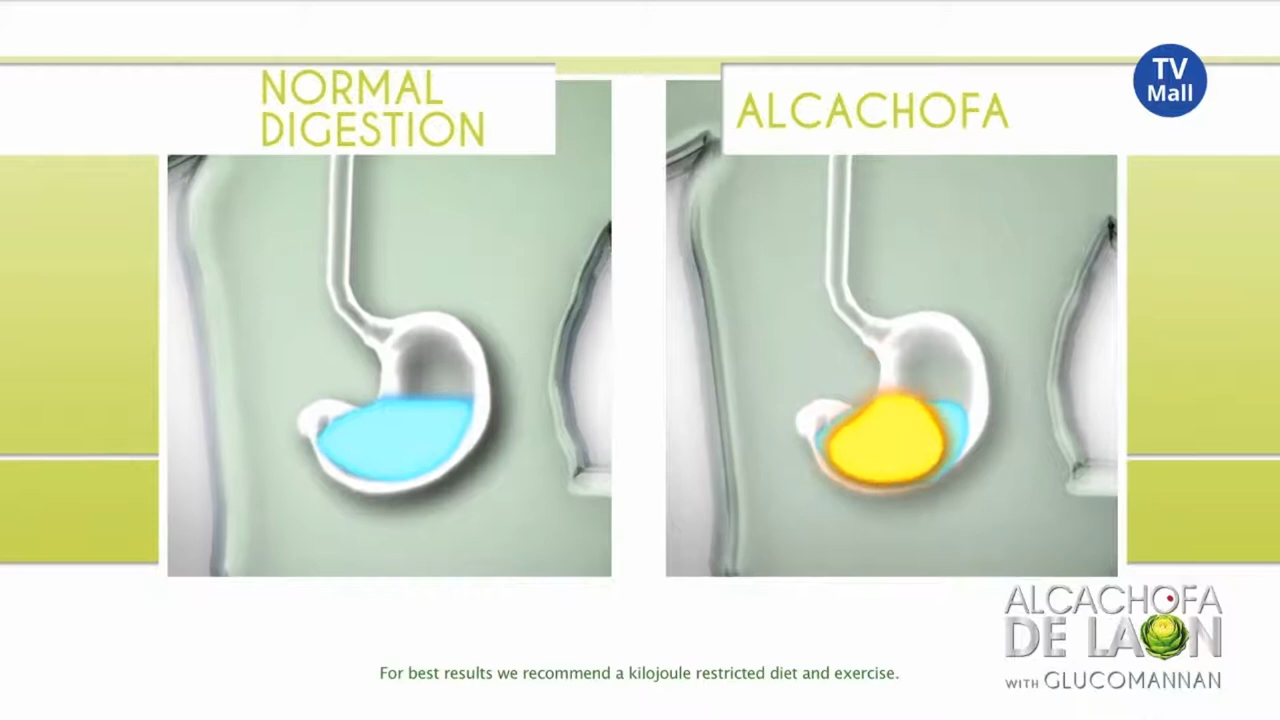 NORMAL
DIGESTION
ALCACHOFA
TV
Mall
ALCACHOFA
DE LAON
WITH GLUCOMANNAN
For best results we recommend a kilojoule restricted diet and exercise.